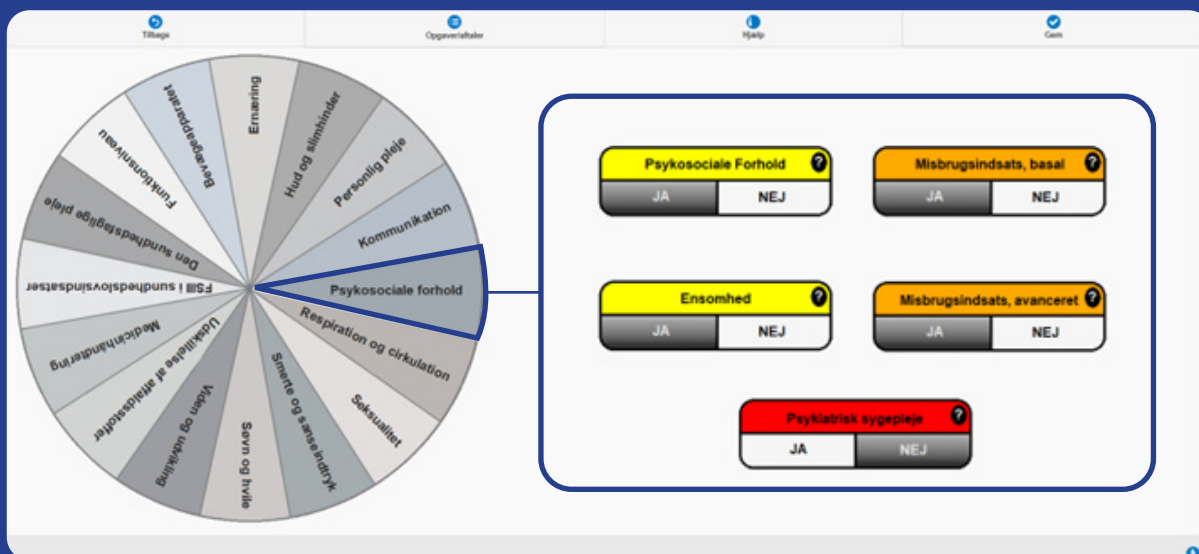 Tilbage
Opgaver/aftaler
Hjælp
Gem
Ernæring
Hud og slimhinder
Personlig pleje
Kommunikation
Psykosociale forhold
Respiration og cirkulation
Seksualitet
Smerte og sanseindtryk
Søvn og hvile
Viden og udvikling
Udskillelse af affaldsstoffer
Medicinhåndtering
FSIII i sundhedslovsindsatser
Den sundhedsfaglige pleje
Funktionsniveau
Bevægeapparatet
Psykosociale Forhold ?
JA NEJ
Misbrugsindsats, basal ?
JA NEJ
Ensomhed ?
JA NEJ
Misbrugsindsats, avanceret ?
JA NEJ
Psykiatrisk sygepleje ?
JA NEJ